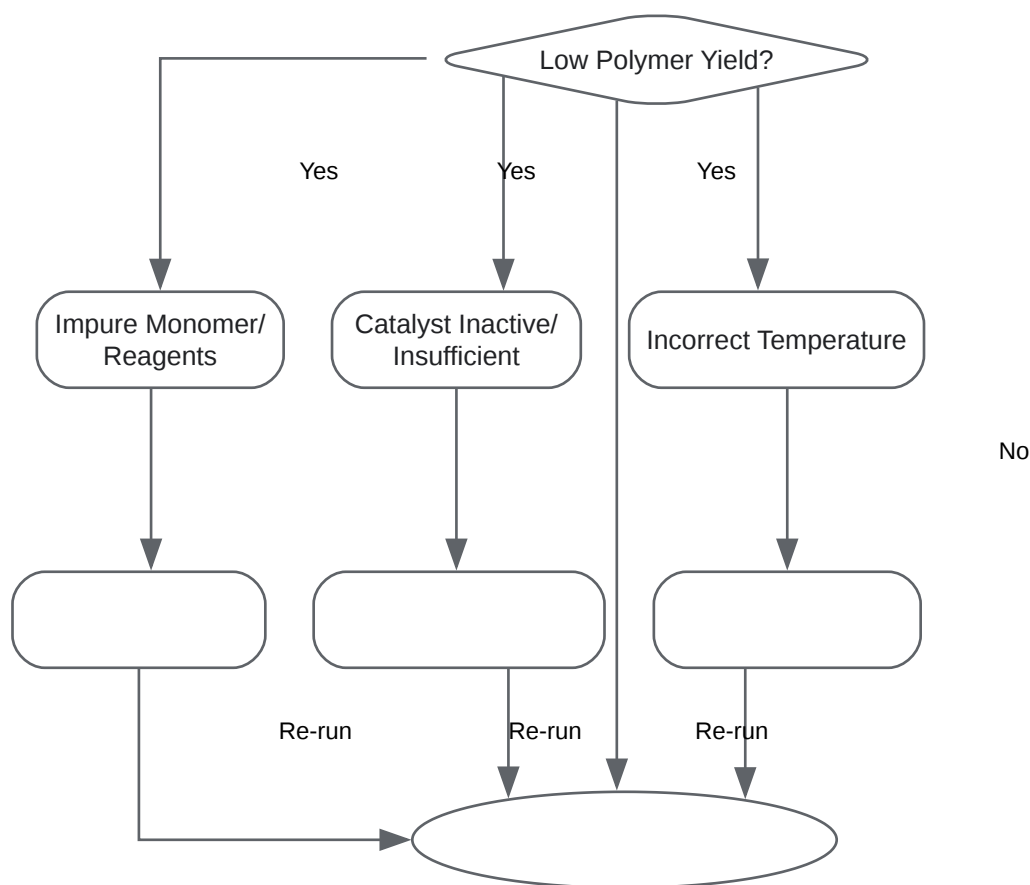 Low Polymer Yield?
Yes
Yes
Yes
Impure Monomer/
Reagents
Catalyst Inactive/
Insufficient
Incorrect Temperature
No
Re-run
Re-run
Re-run